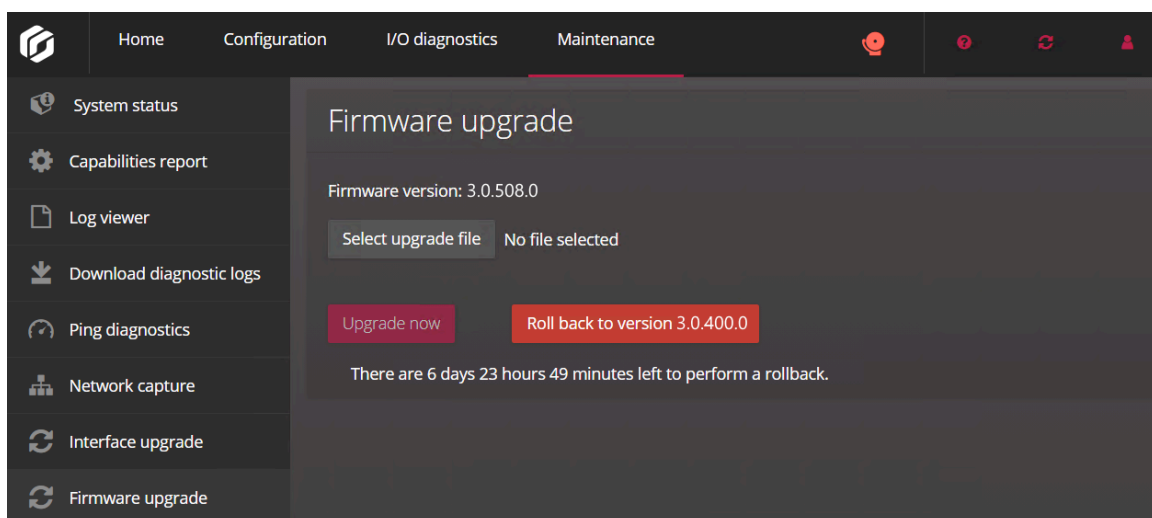 Home Configuration I/O diagnostics Maintenance
System status
Capabilities report
Log viewer
Download diagnostic logs
Ping diagnostics
Network capture
Interface upgrade
Firmware upgrade
Firmware upgrade
Firmware version: 3.0.508.0
Select upgrade file No file selected
Upgrade now Roll back to version 3.0.400.0
There are 6 days 23 hours 49 minutes left to perform a rollback.